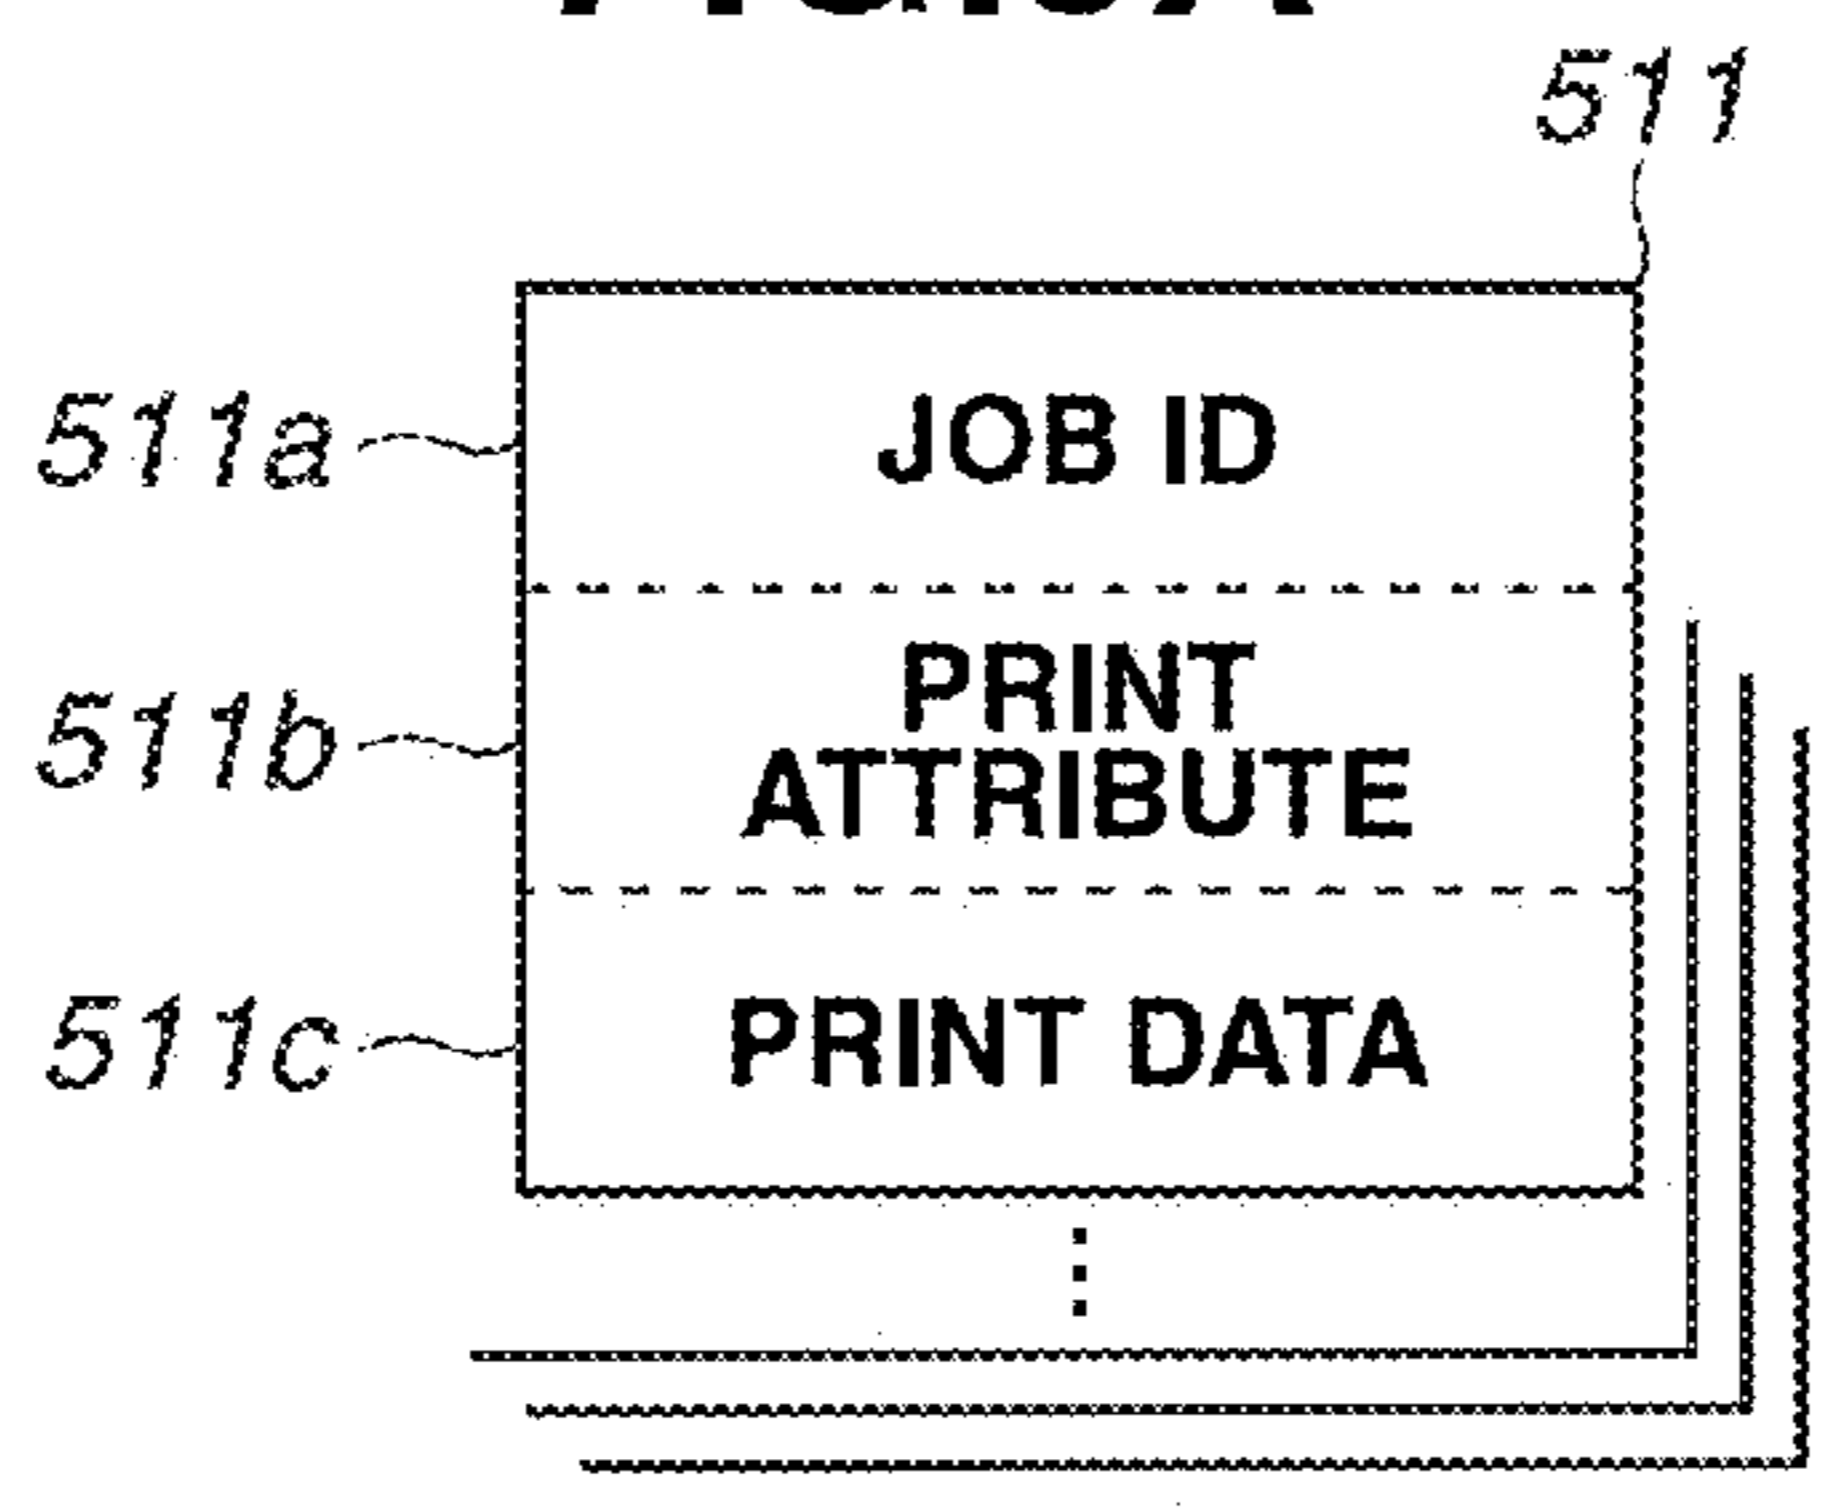 511
511a
JOB ID
511b
PRINT
ATTRIBUTE
511c
PRINT DATA